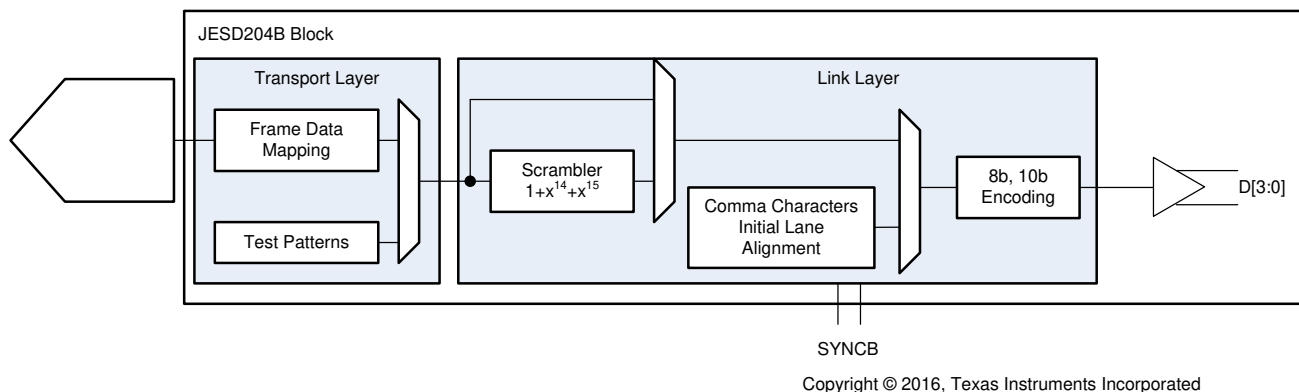 JESD204B Block
Transport Layer
Frame Data
Mapping
Test Patterns
Link Layer
Scrambler
1+x¹⁴+x¹⁵
Comma Characters
Initial Lane
Alignment
8b, 10b
Encoding
D[3:0]
SYNCB
Copyright © 2016, Texas Instruments Incorporated